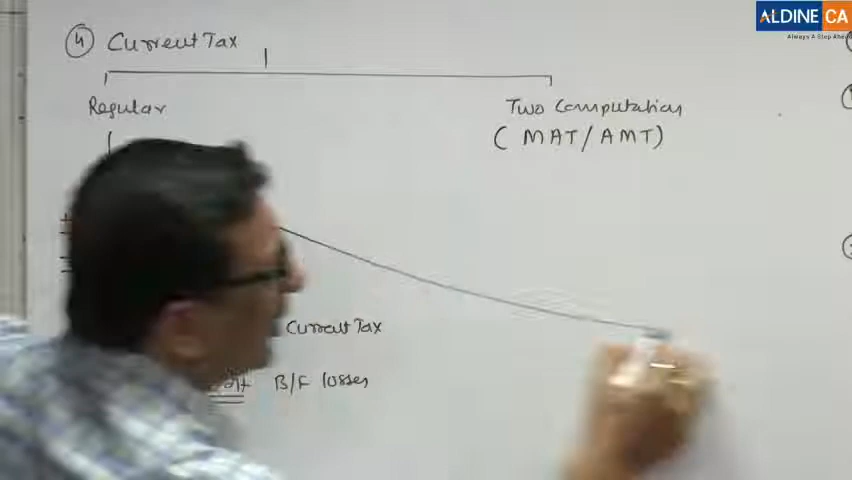 ALDINE CA
Always A Step Ahead
4 Current Tax
Regular
Two Computation
( MAT/AMT)
Current Tax
B/F losses